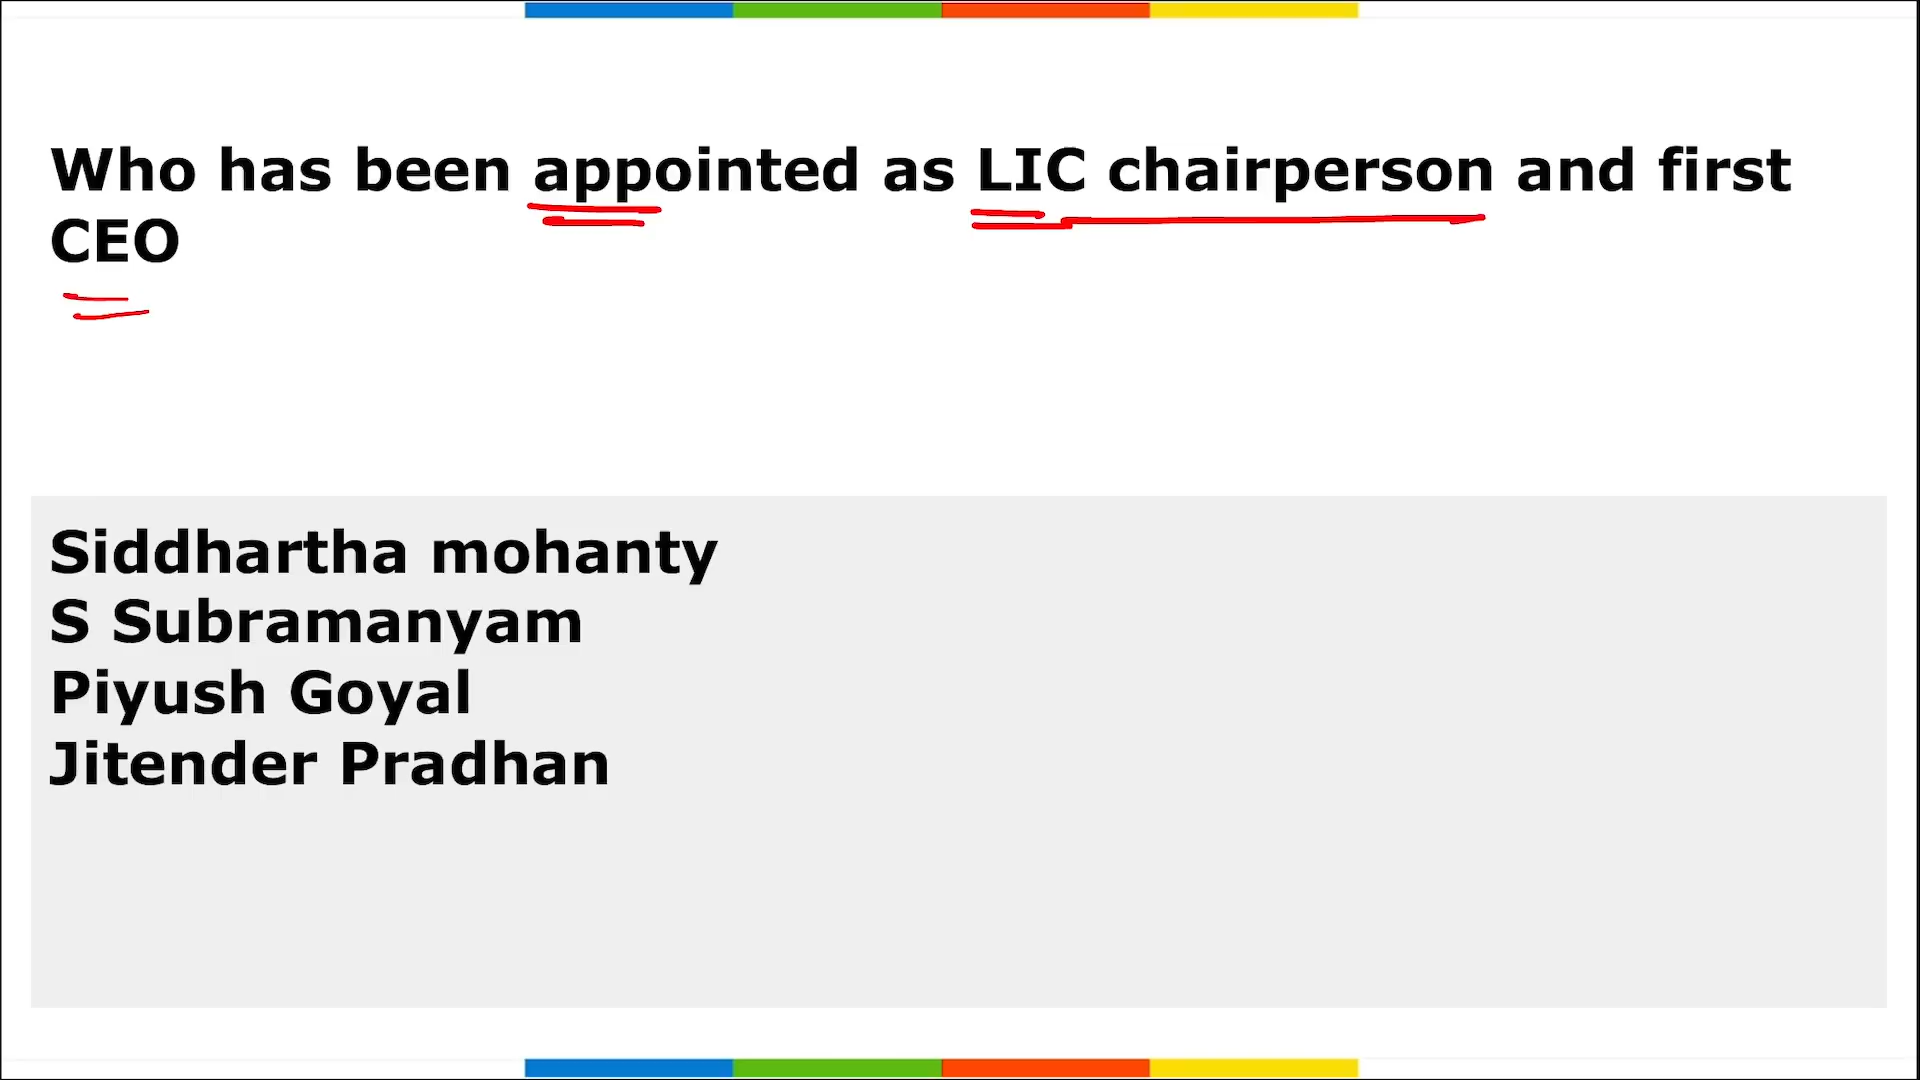 Who has been appointed as LIC chairperson and first
CEO
Siddhartha mohanty
S Subramanyam
Piyush Goyal
Jitender Pradhan